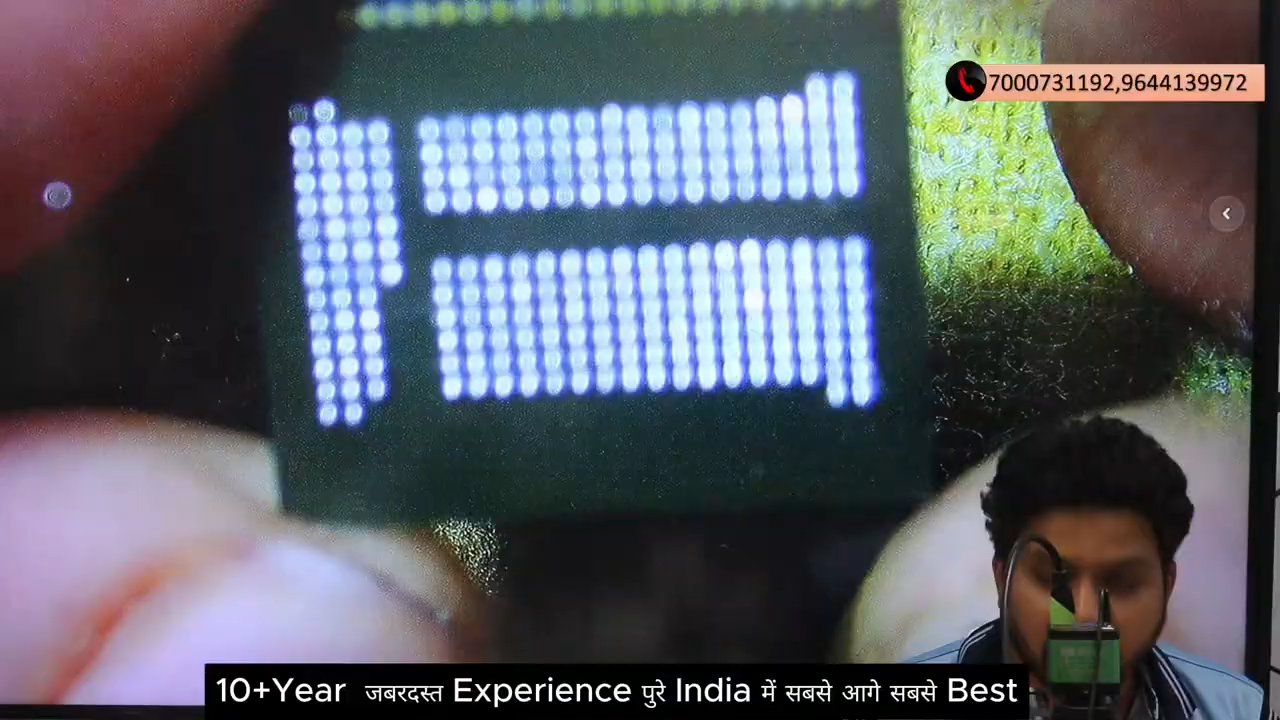 7000731192,9644139972
10+Year जबरदस्त Experience पुरे India में सबसे आगे सबसे Best